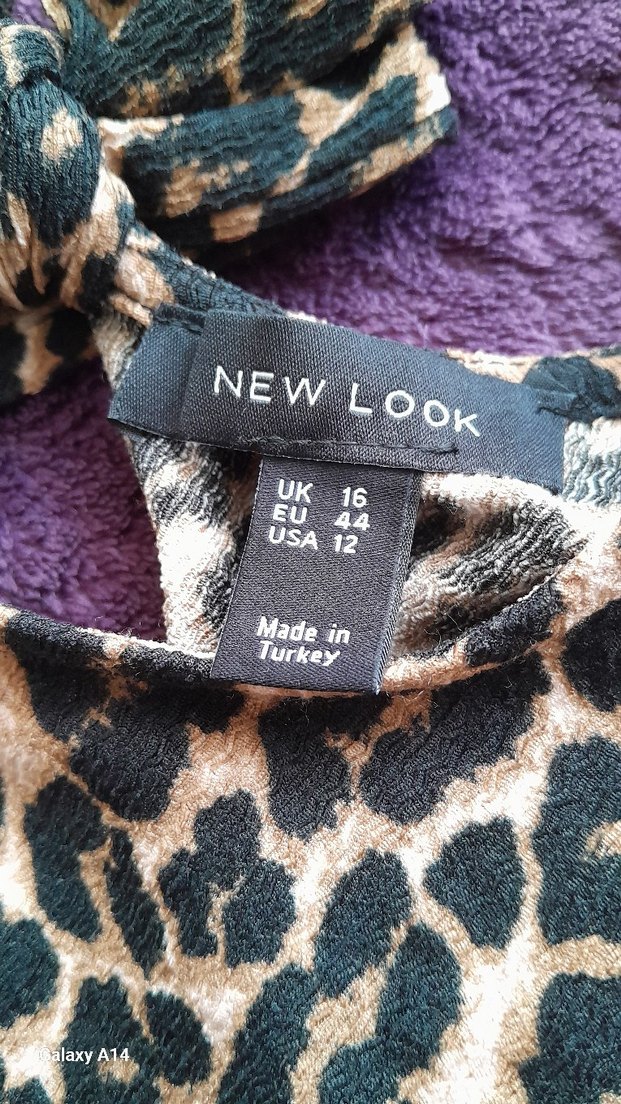 NEW LOOK
UK 16
EU 44
USA 12
Made in
Turkey
Galaxy A14